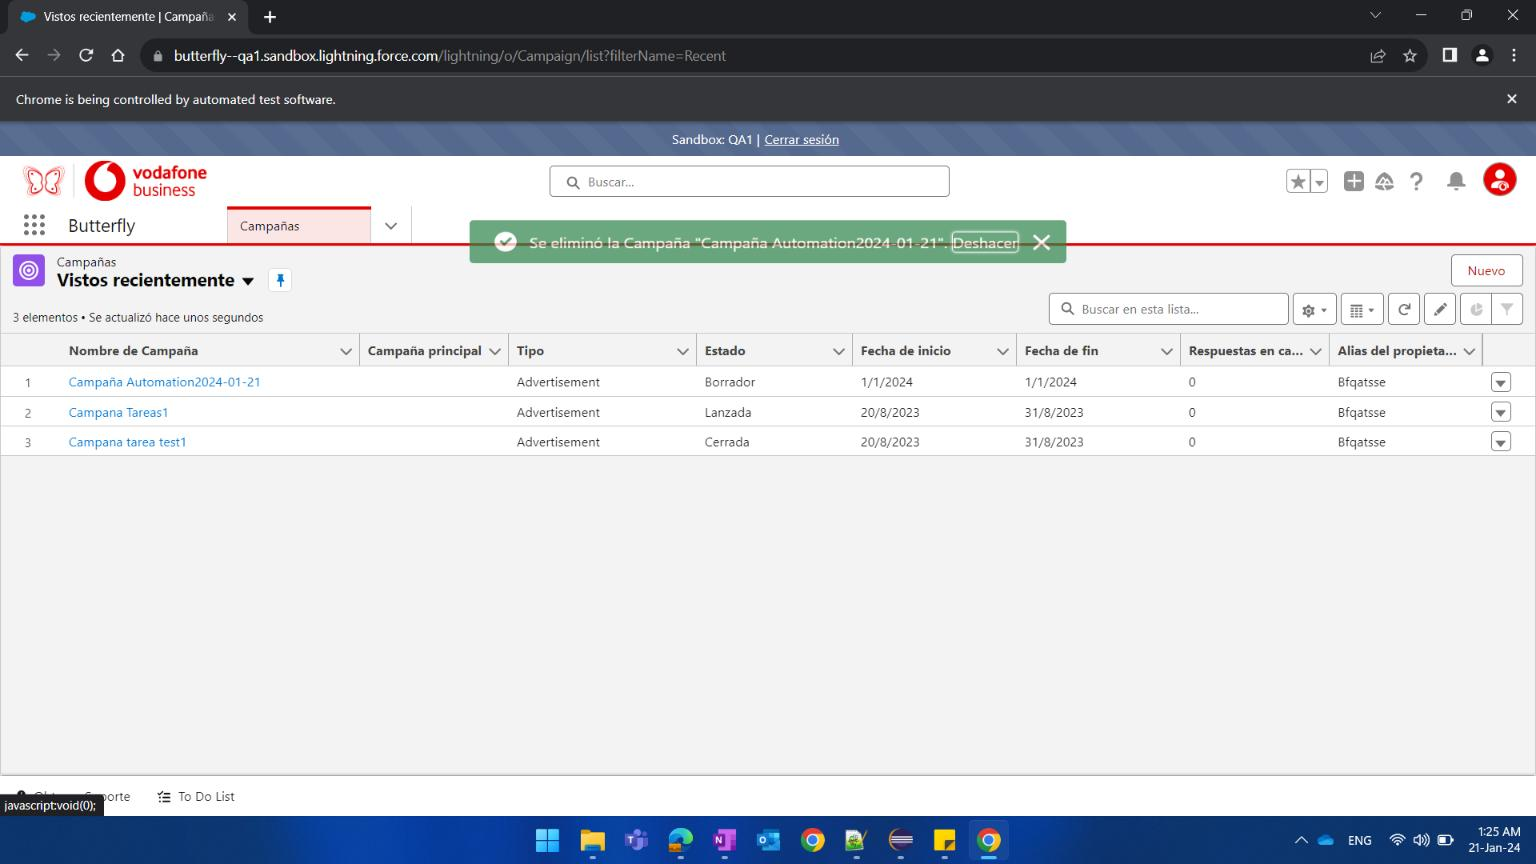 Vistos recientemente | Campaña
butterfly--qa1.sandbox.lightning.force.com/lightning/o/Campaign/list?filterName=Recent
Chrome is being controlled by automated test software.
Sandbox: QA1 | Cerrar sesión
vodafone
business
Buscar...
Butterfly
Campañas
Se eliminó la Campaña "Campaña Automation2024-01-21". Deshacer
Campañas
Vistos recientemente
Nuevo
3 elementos • Se actualizó hace unos segundos
Buscar en esta lista...
Nombre de Campaña Campaña principal Tipo Estado Fecha de inicio Fecha de fin Respuestas en ca... Alias del propieta...
1 Campaña Automation2024-01-21 Advertisement Borrador 1/1/2024 1/1/2024 0 Bfqatsse
2 Campana Tareas1 Advertisement Lanzada 20/8/2023 31/8/2023 0 Bfqatsse
3 Campana tarea test1 Advertisement Cerrada 20/8/2023 31/8/2023 0 Bfqatsse
To Do List
javascript:void(0);
ENG
1:25 AM
21-Jan-24